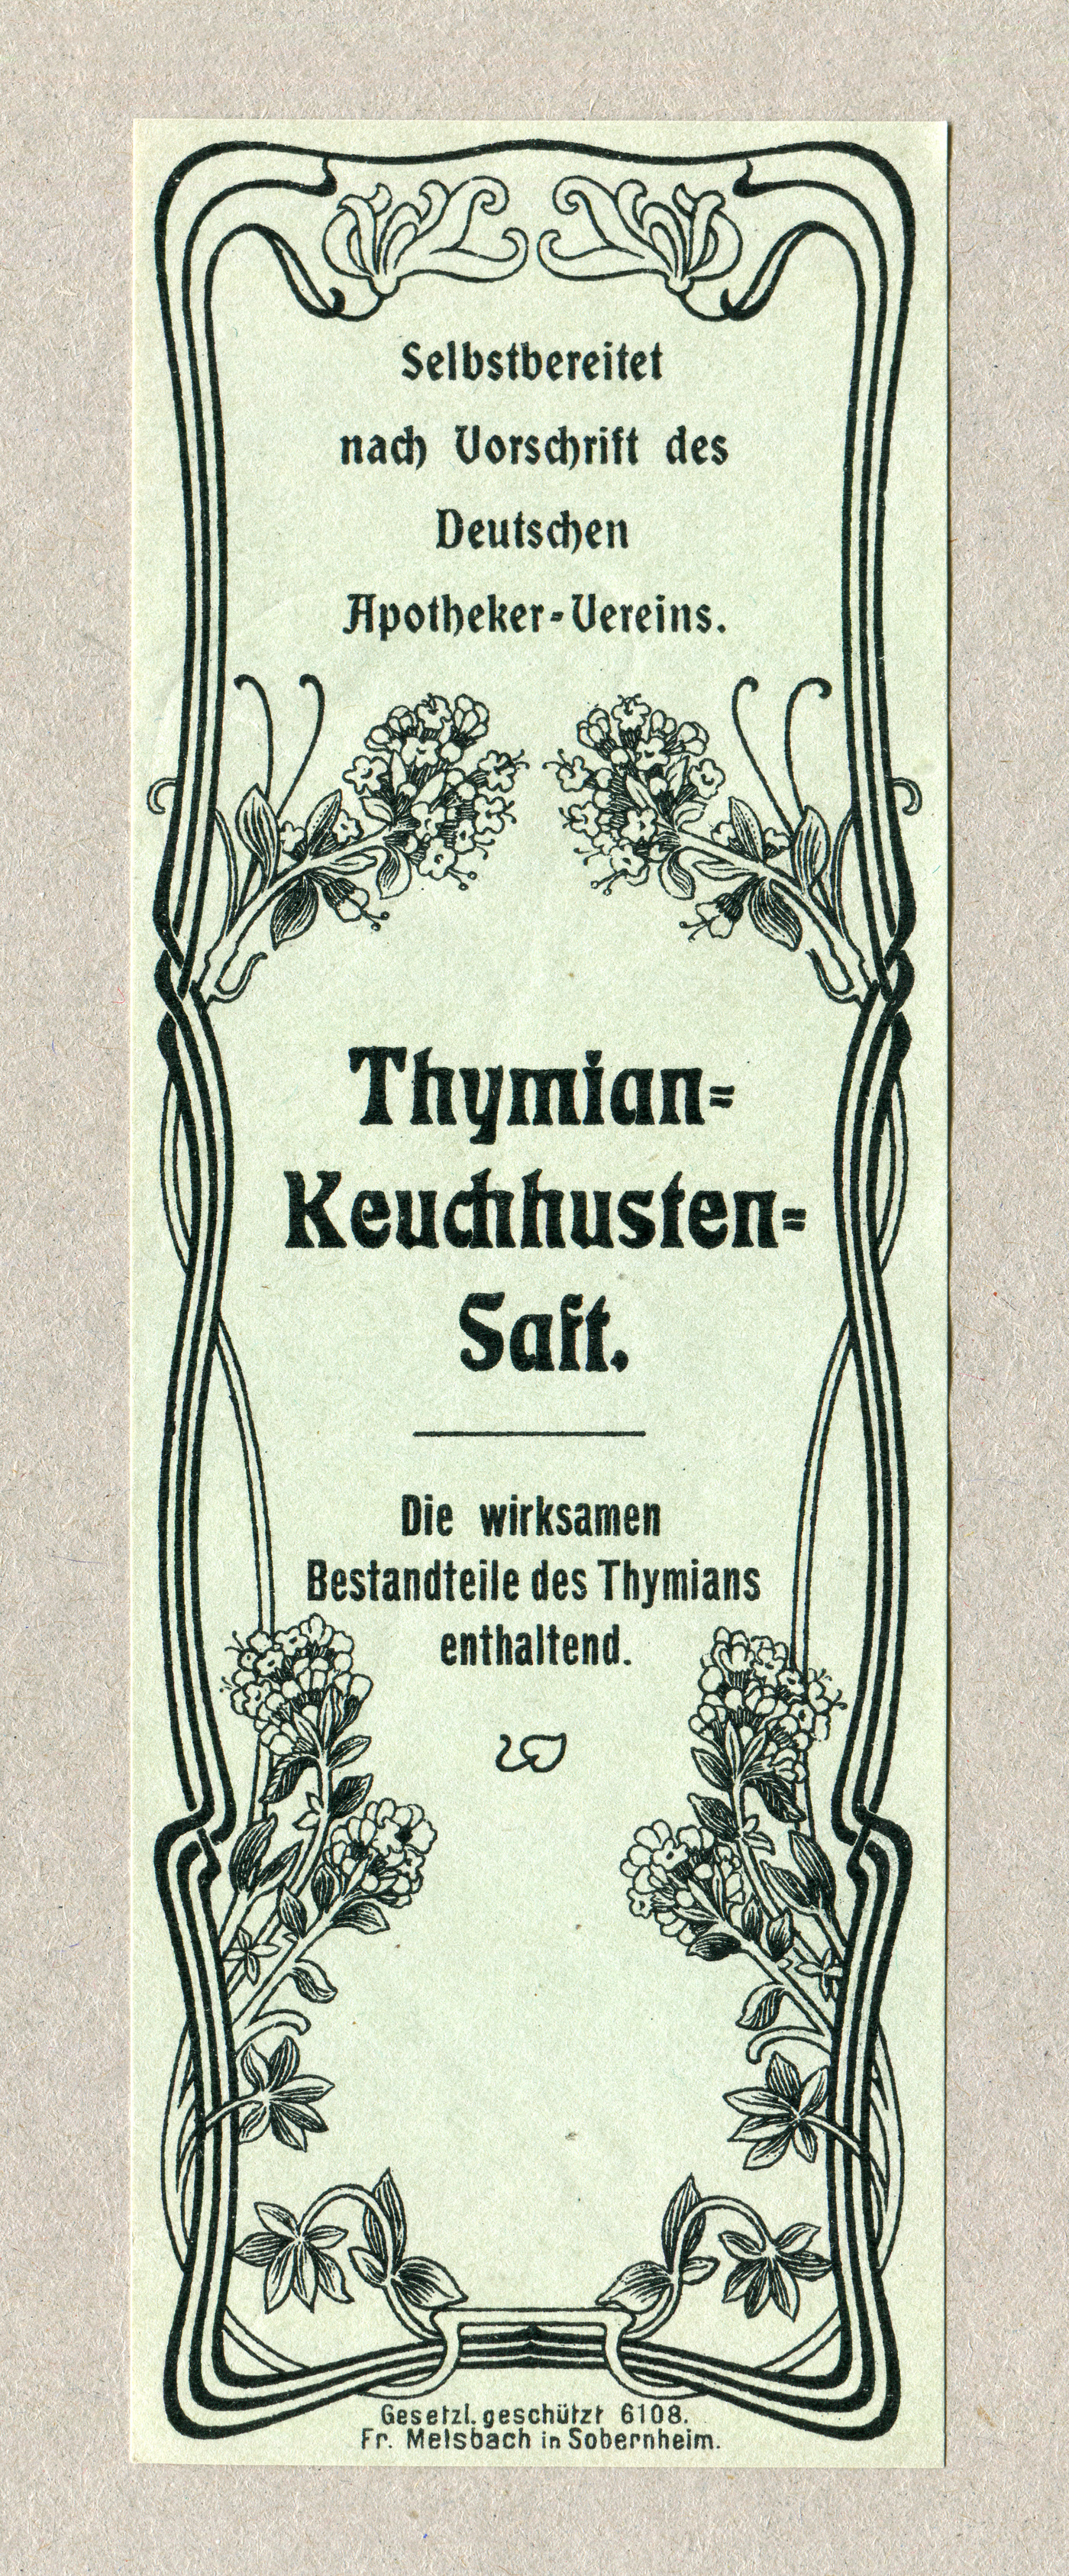 Selbstbereitet
nach Vorschrift des
Deutschen
Apotheker-Vereins.
Thymian-
Keuchhusten-
Saft.
Die wirksamen
Bestandteile des Thymians
enthaltend.
Gesetzl. geschützt 6108.
Fr. Melsbach in Sobernheim.